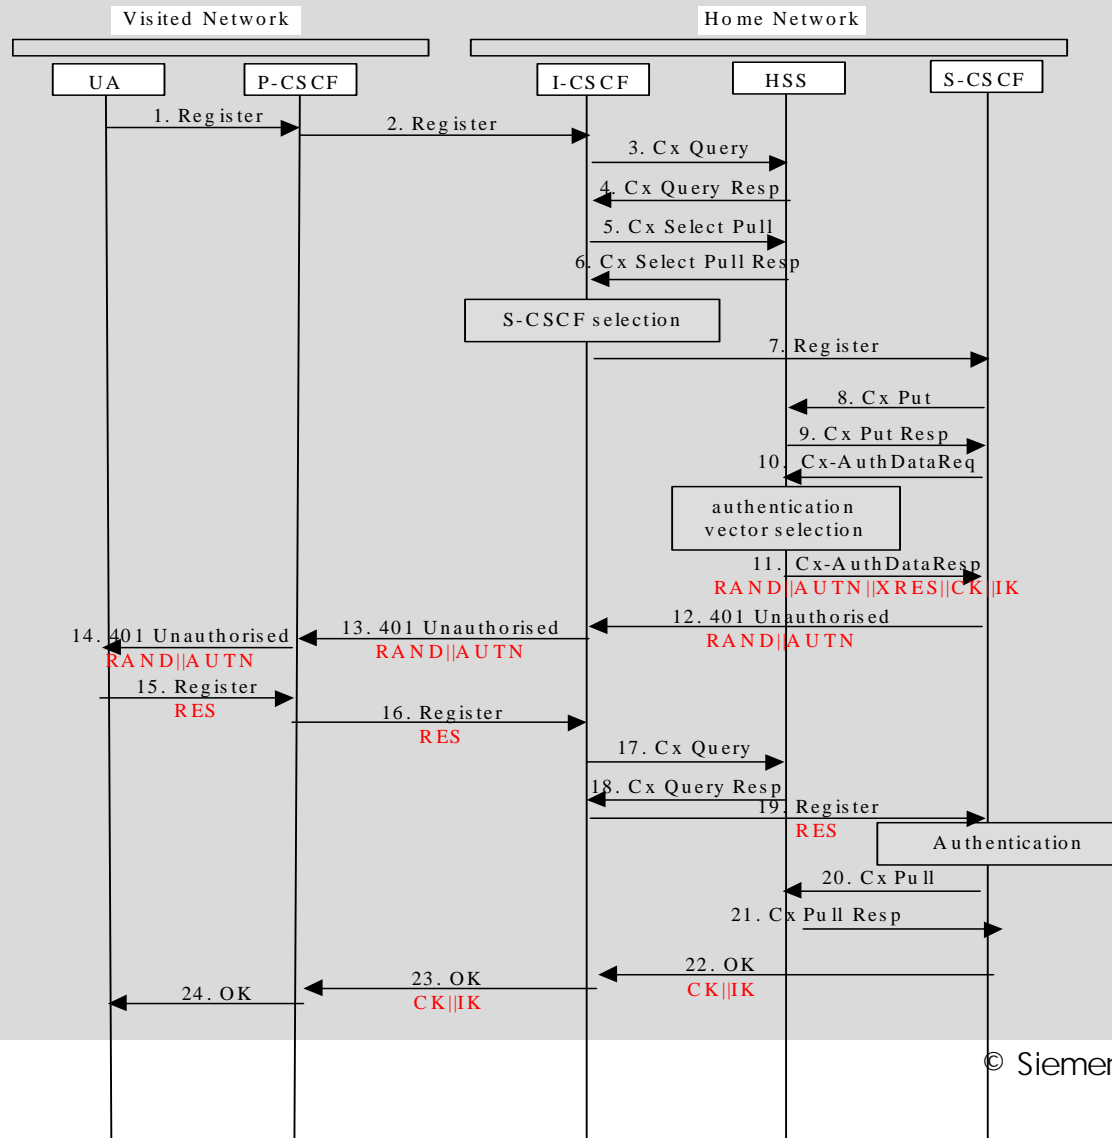 Visited Network
Home Network
UA
P-CSCF
I-CSCF
HSS
S-CSCF
1. Register
2. Register
3. Cx Query
4. Cx Query Resp
5. Cx Select Pull
6. Cx Select Pull Resp
S-CSCF selection
7. Register
8. Cx Put
9. Cx Put Resp
10. Cx-AuthDataReq
authentication
vector selection
11. Cx-AuthDataResp
RAND||AUTN||XRES||CK||IK
12. 401 Unauthorised
RAND||AUTN
13. 401 Unauthorised
RAND||AUTN
14. 401 Unauthorised
RAND||AUTN
15. Register
RES
16. Register
RES
17. Cx Query
18. Cx Query Resp
19. Register
RES
Authentication
20. Cx Pull
21. Cx Pull Resp
22. OK
CK||IK
23. OK
CK||IK
24. OK
© Siemen